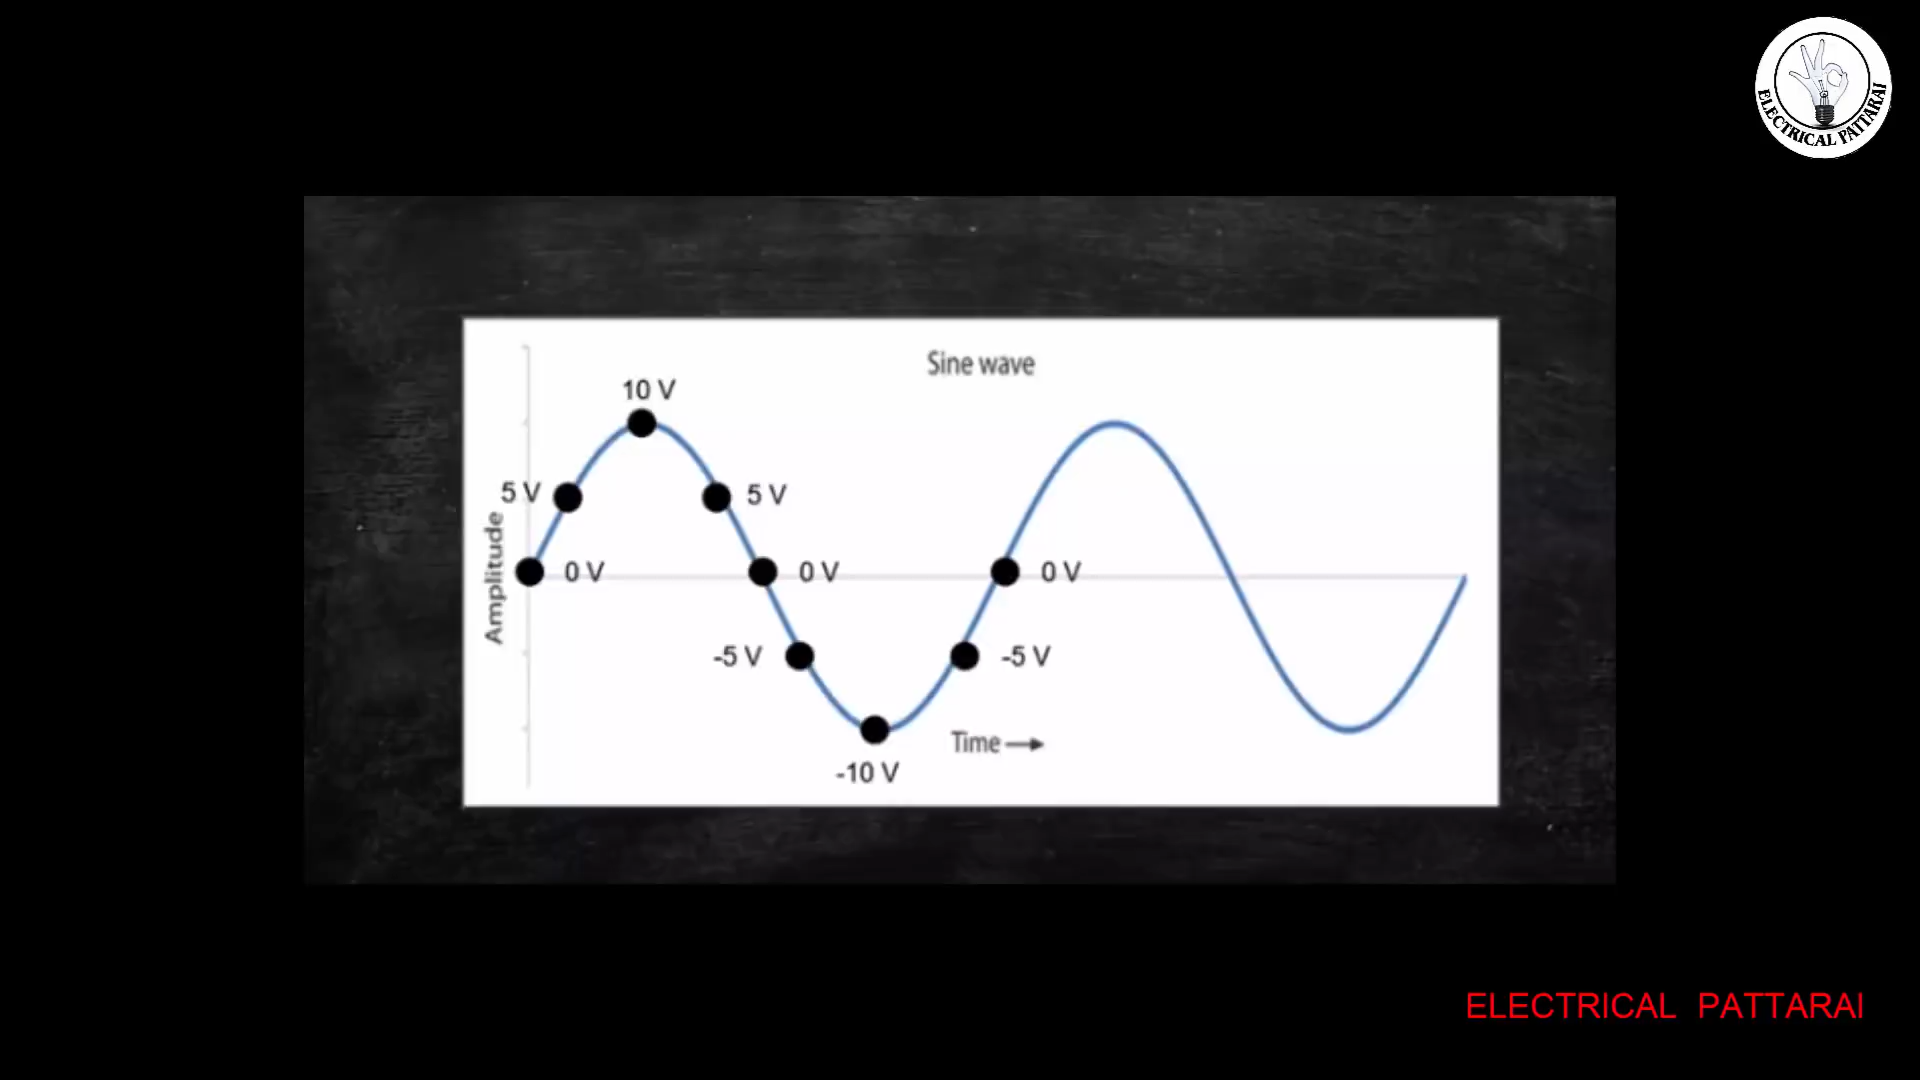 ELECTRICAL PATTARAI
Sine wave
10 V
5 V
5 V
Amplitude
0 V
0 V
0 V
-5 V
-5 V
Time
-10 V
ELECTRICAL PATTARAI